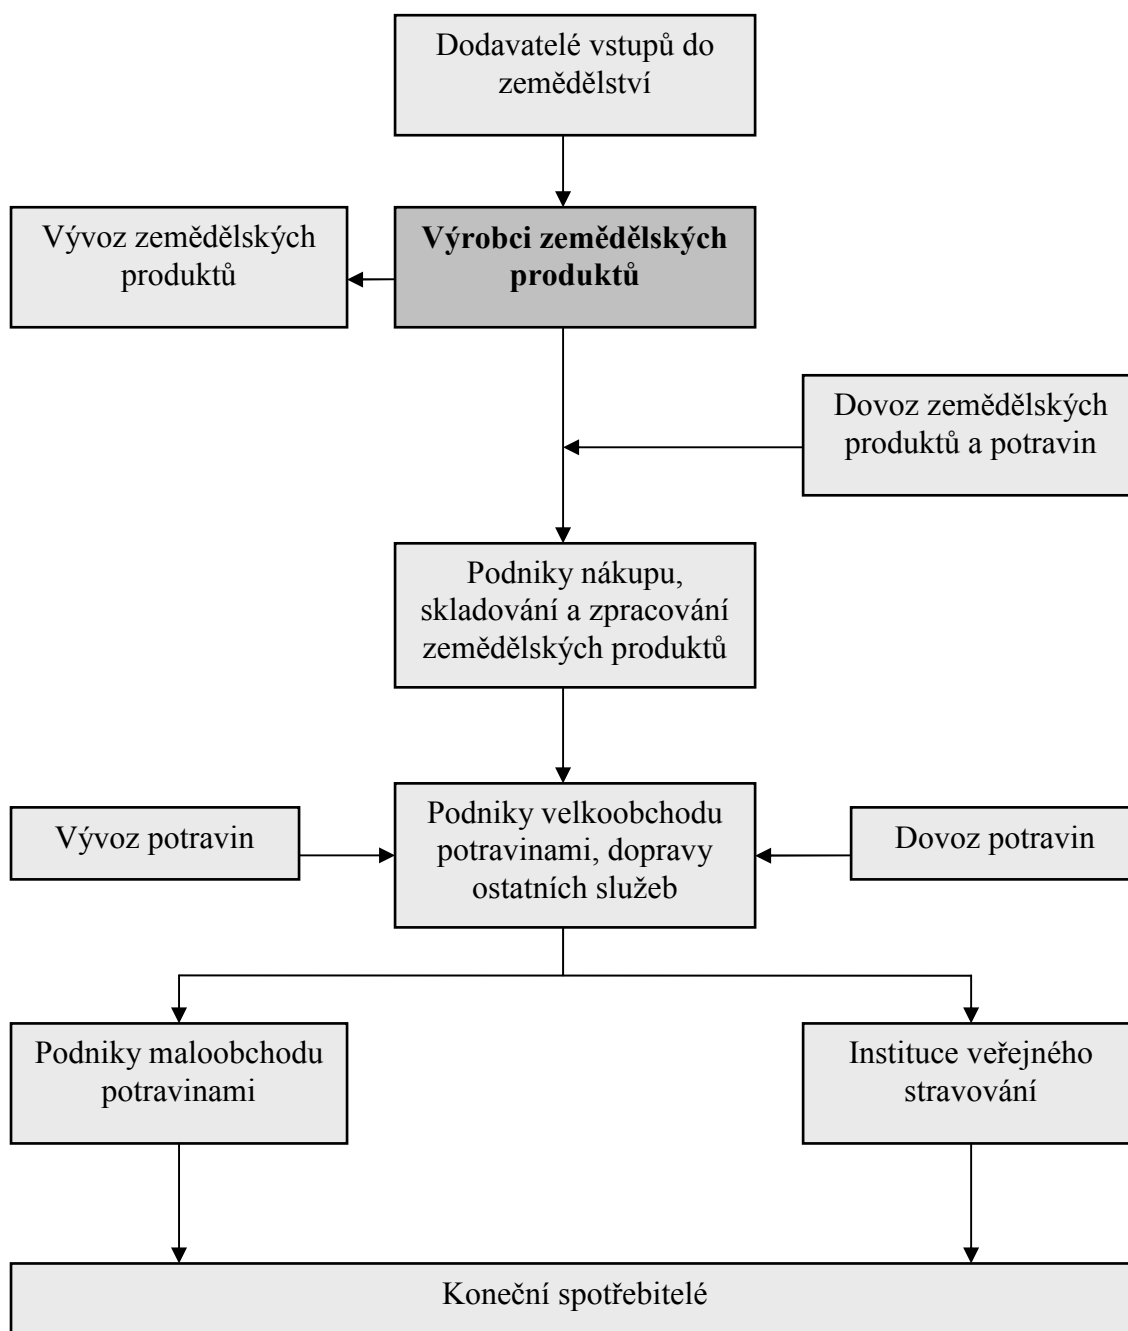 Dodavatelé vstupů do
zemědělství
Vývoz zemědělských
produktů
Výrobci zemědělských
produktů
Dovoz zemědělských
produktů a potravin
Podniky nákupu,
skladování a zpracování
zemědělských produktů
Vývoz potravin
Podniky velkoobchodu
potravinami, dopravy
ostatních služeb
Dovoz potravin
Podniky maloobchodu
potravinami
Instituce veřejného
stravování
Koneční spotřebitelé